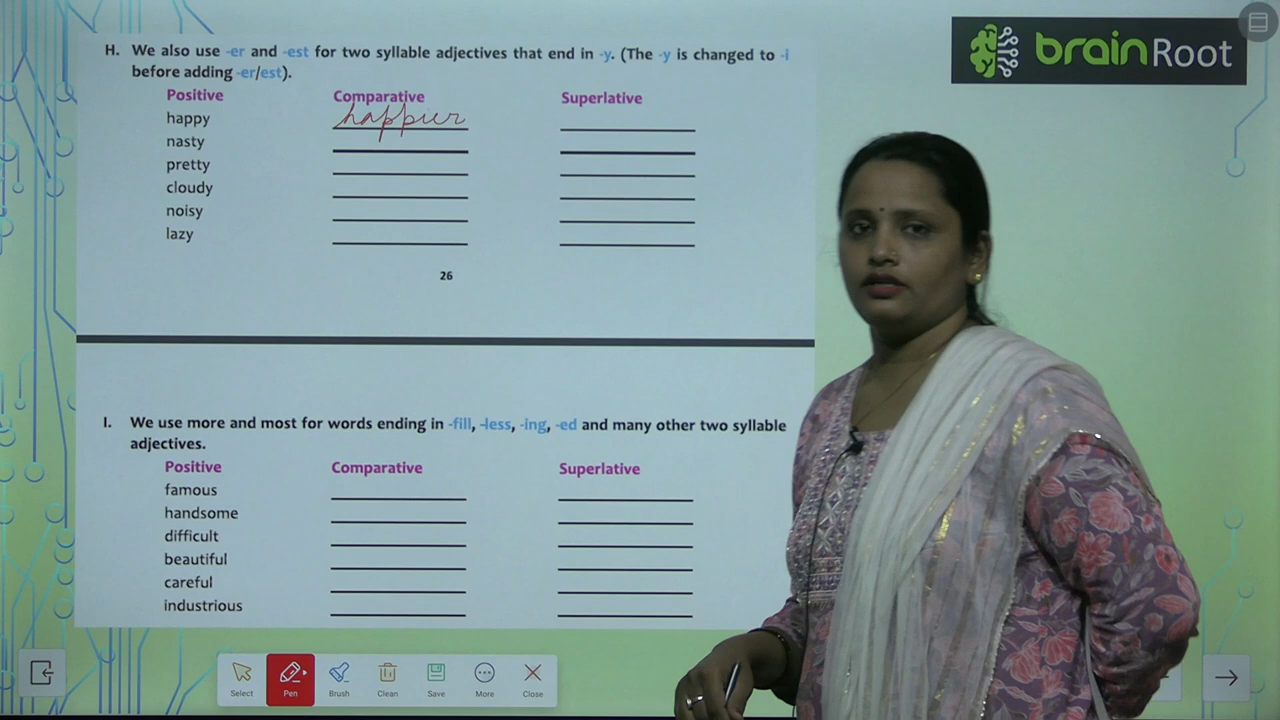 brainRoot
H. We also use -er and -est for two syllable adjectives that end in -y. (The -y is changed to -i
before adding -er/est).
Positive Comparative Superlative
happy happier
nasty
pretty
cloudy
noisy
lazy
26
I. We use more and most for words ending in -fill, -less, -ing, -ed and many other two syllable
adjectives.
Positive Comparative Superlative
famous
handsome
difficult
beautiful
careful
industrious
Select Pen Brush Clean Save More Close